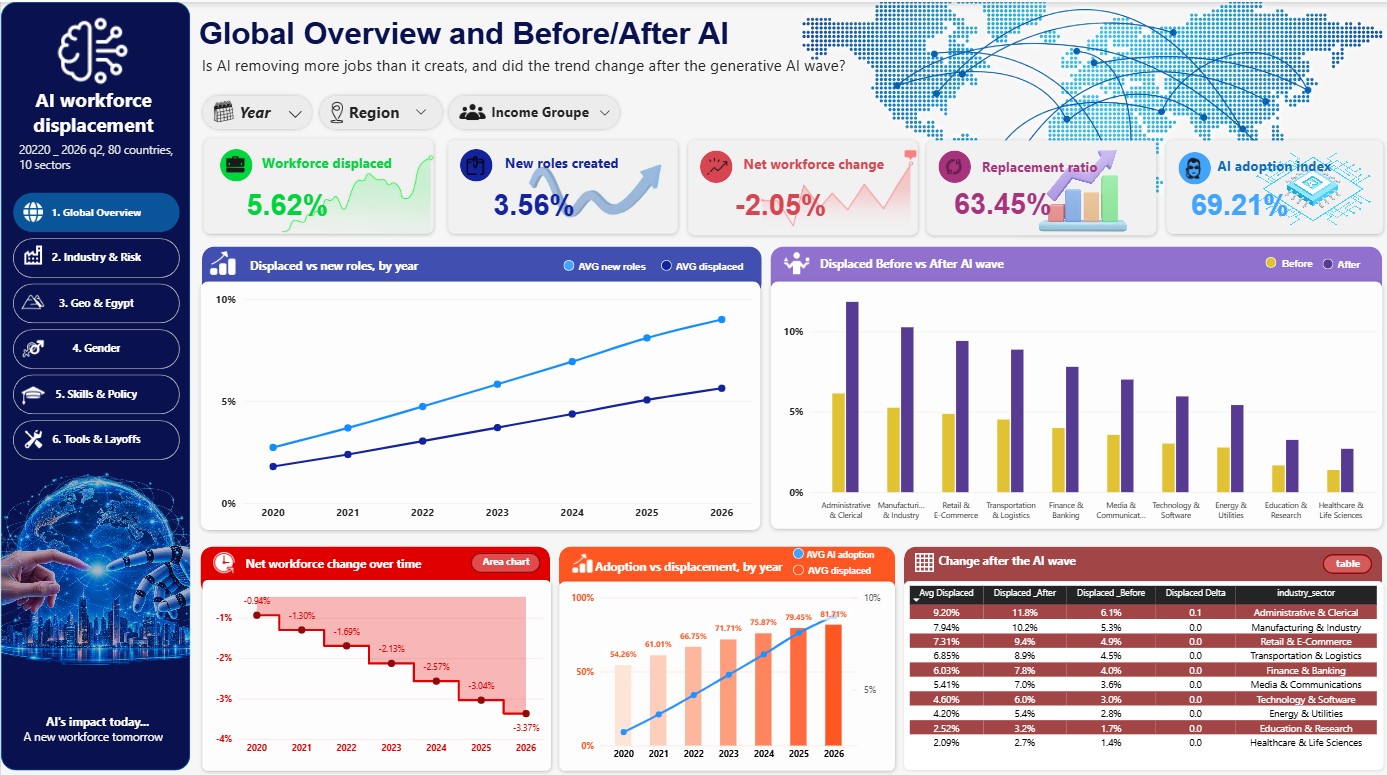 AI workforce
displacement
20220 _ 2026 q2, 80 countries,
10 sectors
1. Global Overview
2. Industry & Risk
3. Geo & Egypt
4. Gender
5. Skills & Policy
6. Tools & Layoffs
AI's impact today...
A new workforce tomorrow
Global Overview and Before/After AI
Is AI removing more jobs than it creats, and did the trend change after the generative AI wave?
Year
Region
Income Groupe
Workforce displaced
5.62%
New roles created
3.56%
Net workforce change
-2.05%
Replacement ratio
63.45%
AI adoption index
69.21%
Displaced vs new roles, by year
AVG new roles
AVG displaced
10%
5%
0%
2020 2021 2022 2023 2024 2025 2026
Displaced Before vs After AI wave
Before
After
10%
5%
0%
Administrative & Clerical
Manufacturi... & Industry
Retail & E-Commerce
Transportation & Logistics
Finance & Banking
Media & Communicat...
Technology & Software
Energy & Utilities
Education & Research
Healthcare & Life Sciences
Net workforce change over time
Area chart
-1%
-2%
-3%
-4%
-0.94%
-1.30%
-1.69%
-2.13%
-2.57%
-3.04%
-3.37%
2020 2021 2022 2023 2024 2025 2026
Adoption vs displacement, by year
AVG AI adoption
AVG displaced
100%
50%
0%
10%
5%
54.26% 61.01% 66.75% 71.71% 75.87% 79.45% 81.71%
2020 2021 2022 2023 2024 2025 2026
Change after the AI wave
table
Avg Displaced Displaced _After Displaced _Before Displaced Delta industry_sector
9.20% 11.8% 6.1% 0.1 Administrative & Clerical
7.94% 10.2% 5.3% 0.0 Manufacturing & Industry
7.31% 9.4% 4.9% 0.0 Retail & E-Commerce
6.85% 8.9% 4.5% 0.0 Transportation & Logistics
6.03% 7.8% 4.0% 0.0 Finance & Banking
5.41% 7.0% 3.6% 0.0 Media & Communications
4.60% 6.0% 3.0% 0.0 Technology & Software
4.20% 5.4% 2.8% 0.0 Energy & Utilities
2.52% 3.2% 1.7% 0.0 Education & Research
2.09% 2.7% 1.4% 0.0 Healthcare & Life Sciences